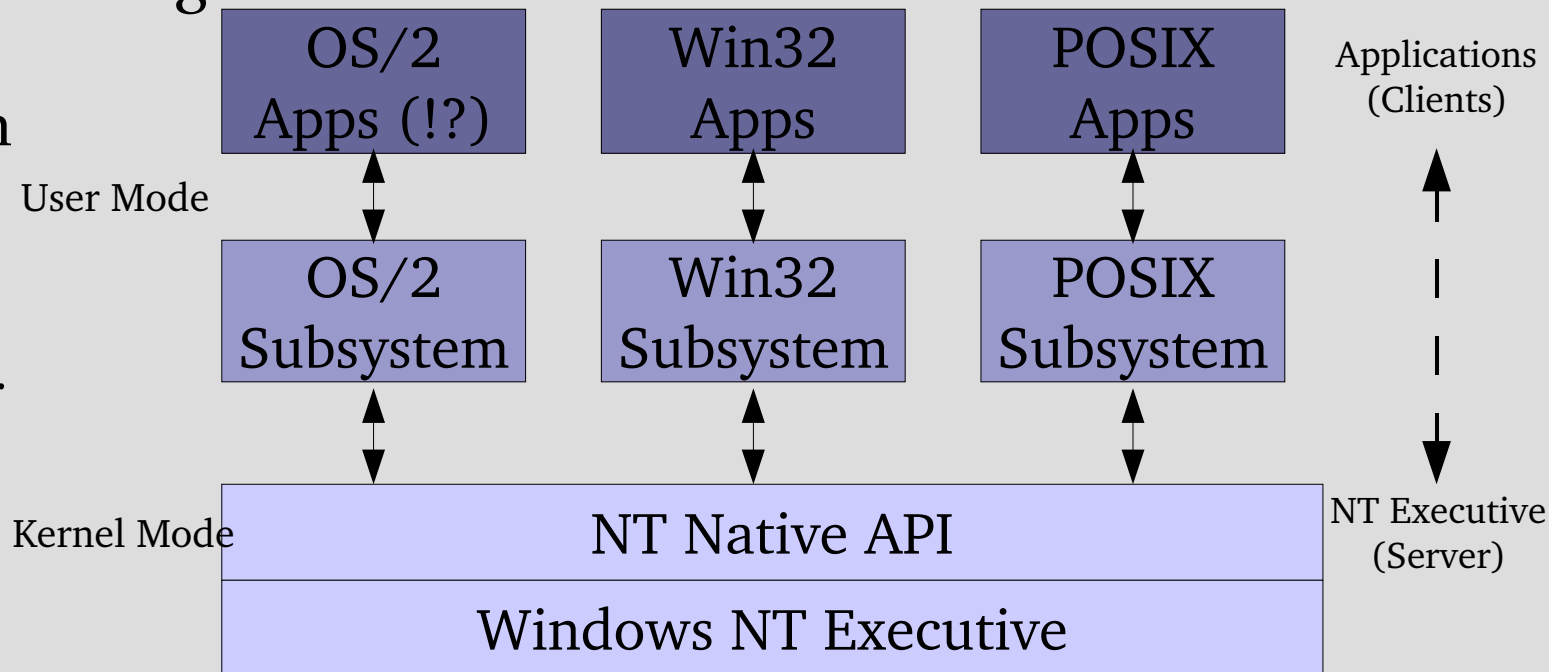 OS/2
Apps (!?)
Win32
Apps
POSIX
Apps
Applications
(Clients)
User Mode
OS/2
Subsystem
Win32
Subsystem
POSIX
Subsystem
Kernel Mode
NT Native API
NT Executive
(Server)
Windows NT Executive